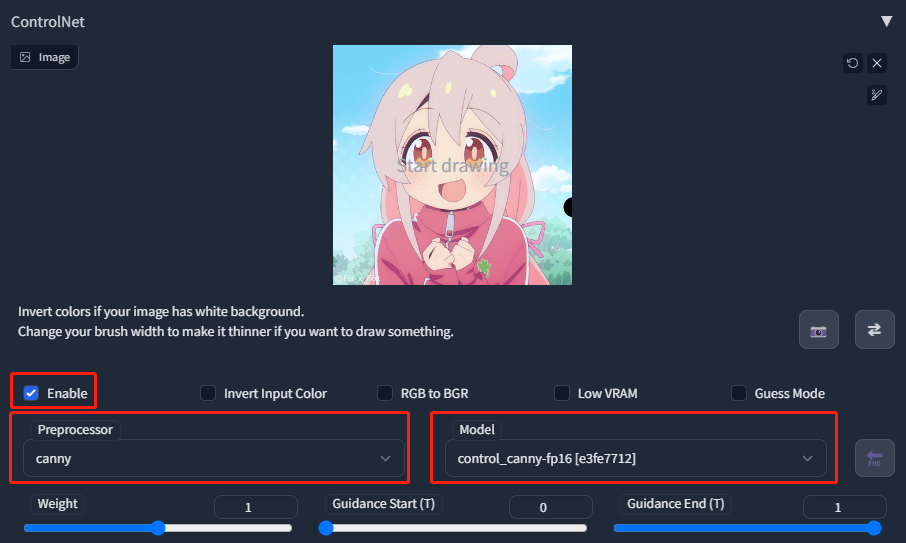 ControlNet
Image
Start drawing
Invert colors if your image has white background.
Change your brush width to make it thinner if you want to draw something.
Enable
Invert Input Color
RGB to BGR
Low VRAM
Guess Mode
Preprocessor
Model
canny
control_canny-fp16 [e3fe7712]
END
Weight
1
Guidance Start (T)
0
Guidance End (T)
1